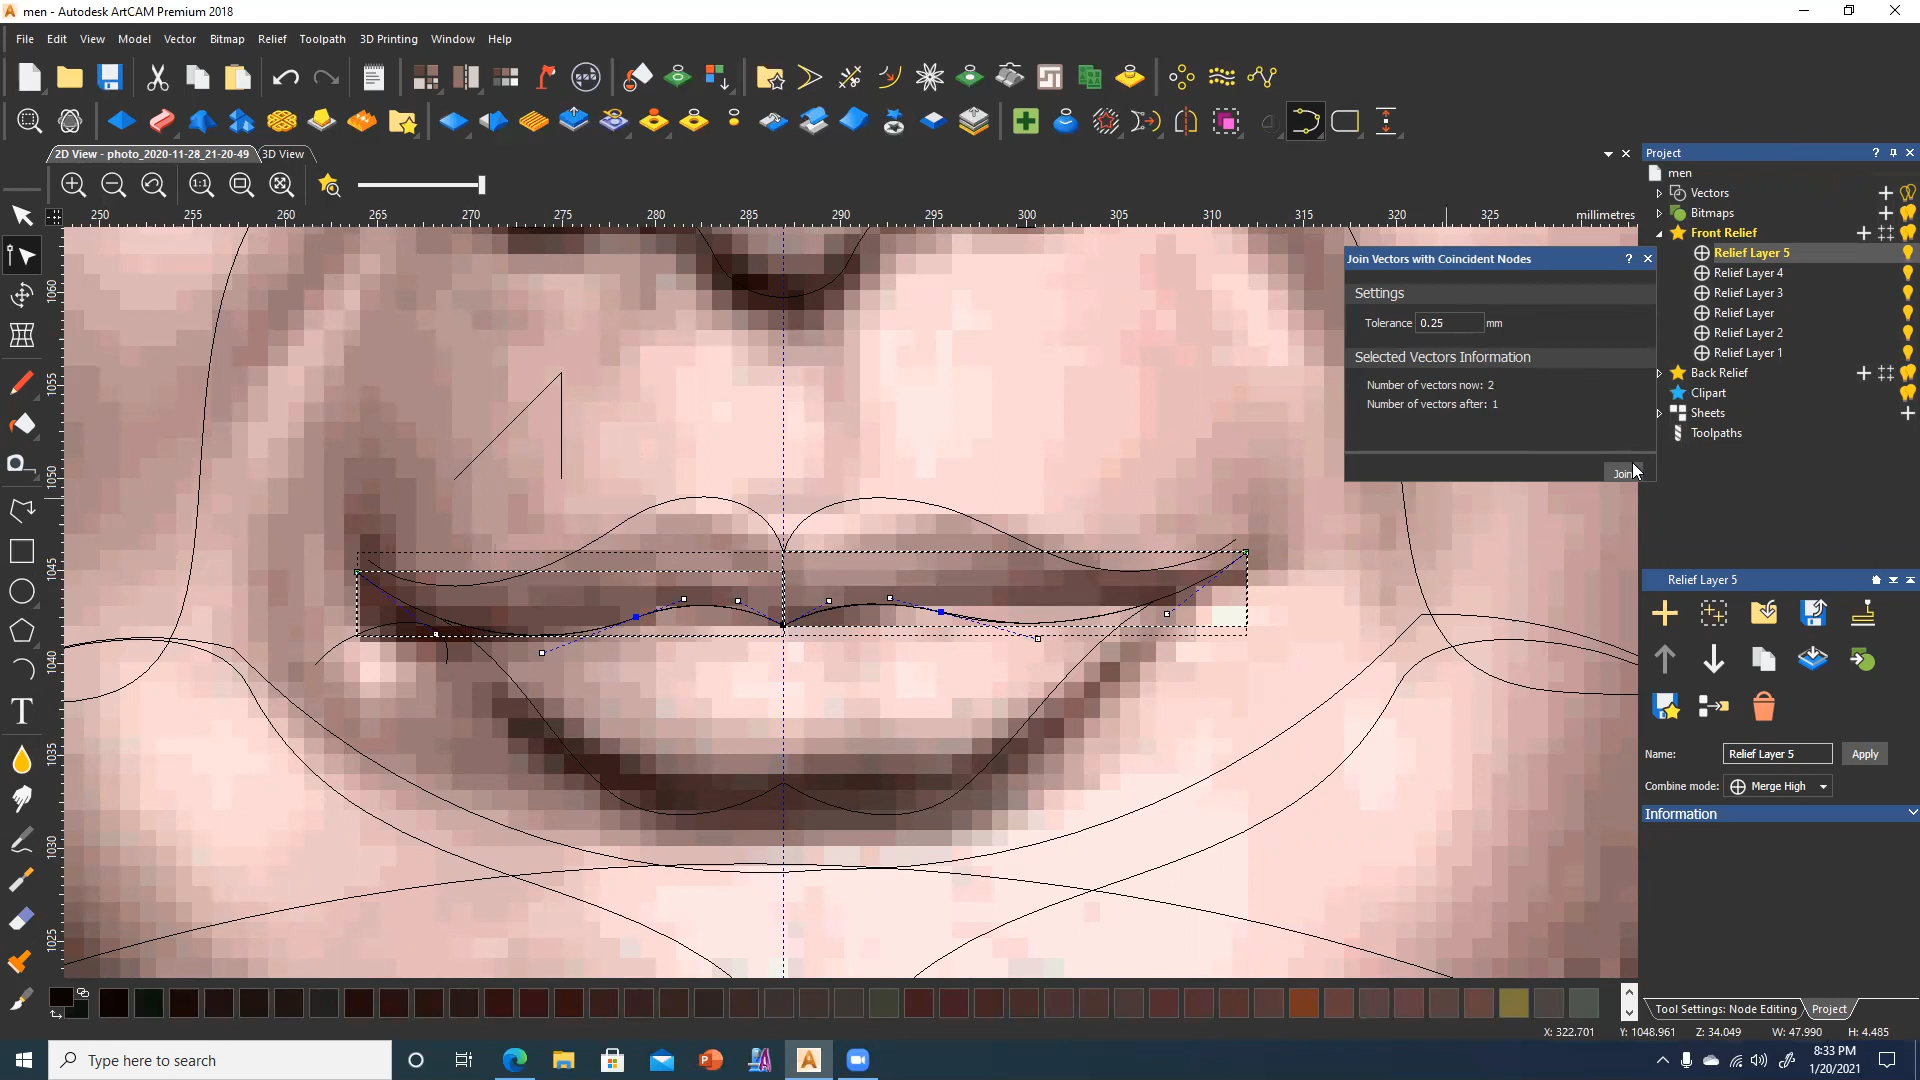 men - Autodesk ArtCAM Premium 2018
File Edit View Model Vector Bitmap Relief Toolpath 3D Printing Window Help
2D View - photo_2020-11-28_21-20-49 3D View
1:1
250 255 260 265 270 275 280 285 290 295 300 305 310 315 320 325 millimetres
1060
1055
1050
1045
1040
1035
1030
1025
Join Vectors with Coincident Nodes ?
Settings
Tolerance 0.25 mm
Selected Vectors Information
Number of vectors now: 2
Number of vectors after: 1
Join
Project ?
men
Vectors
Bitmaps
Front Relief
Relief Layer 5
Relief Layer 4
Relief Layer 3
Relief Layer
Relief Layer 2
Relief Layer 1
Back Relief
Clipart
Sheets
Toolpaths
Relief Layer 5
Name: Relief Layer 5 Apply
Combine mode: Merge High
Information
Tool Settings: Node Editing Project
X: 322.701 Y: 1048.961 Z: 34.049 W: 47.990 H: 4.485
Type here to search
8:33 PM
1/20/2021